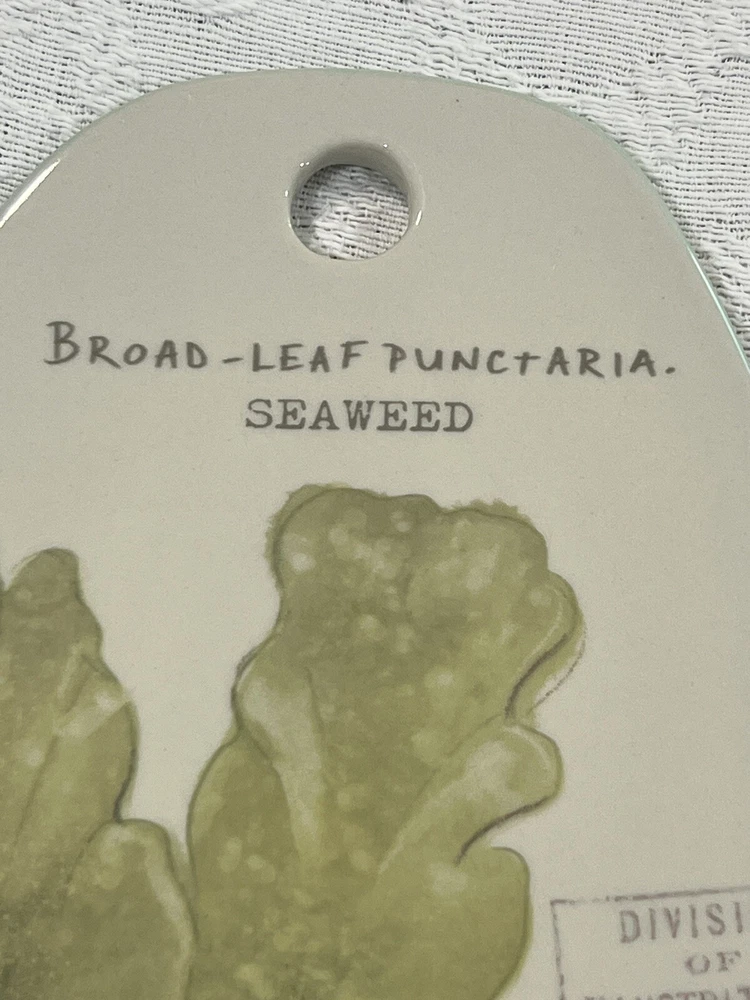 BROAD-LEAF PUNCTARIA.
SEAWEED
DIVISI
OF